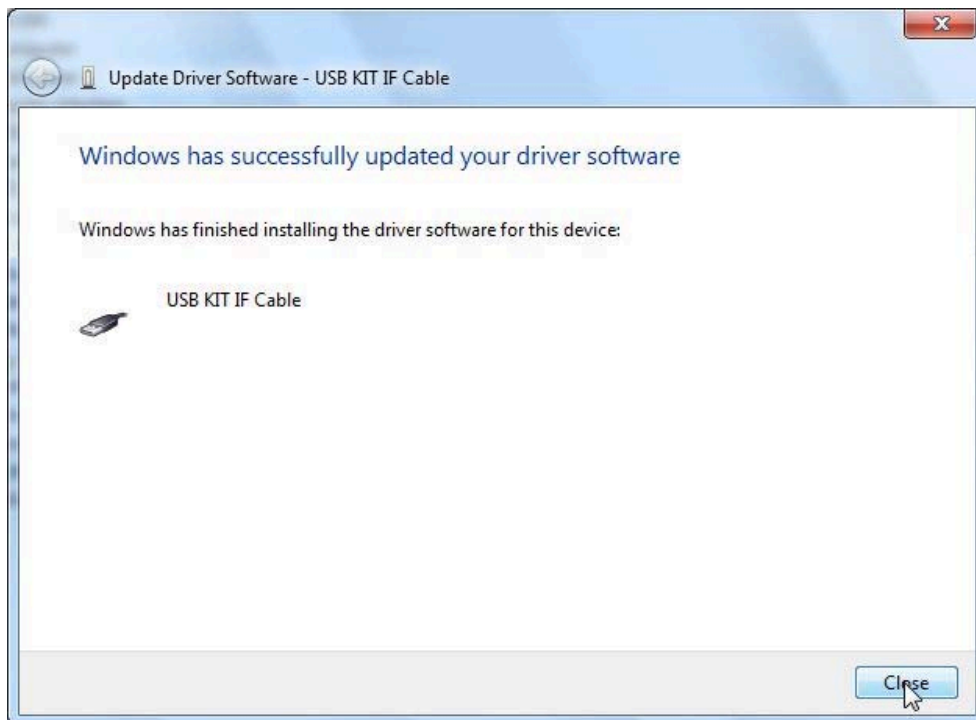 Update Driver Software - USB KIT IF Cable
Windows has successfully updated your driver software
Windows has finished installing the driver software for this device:
USB KIT IF Cable
Close